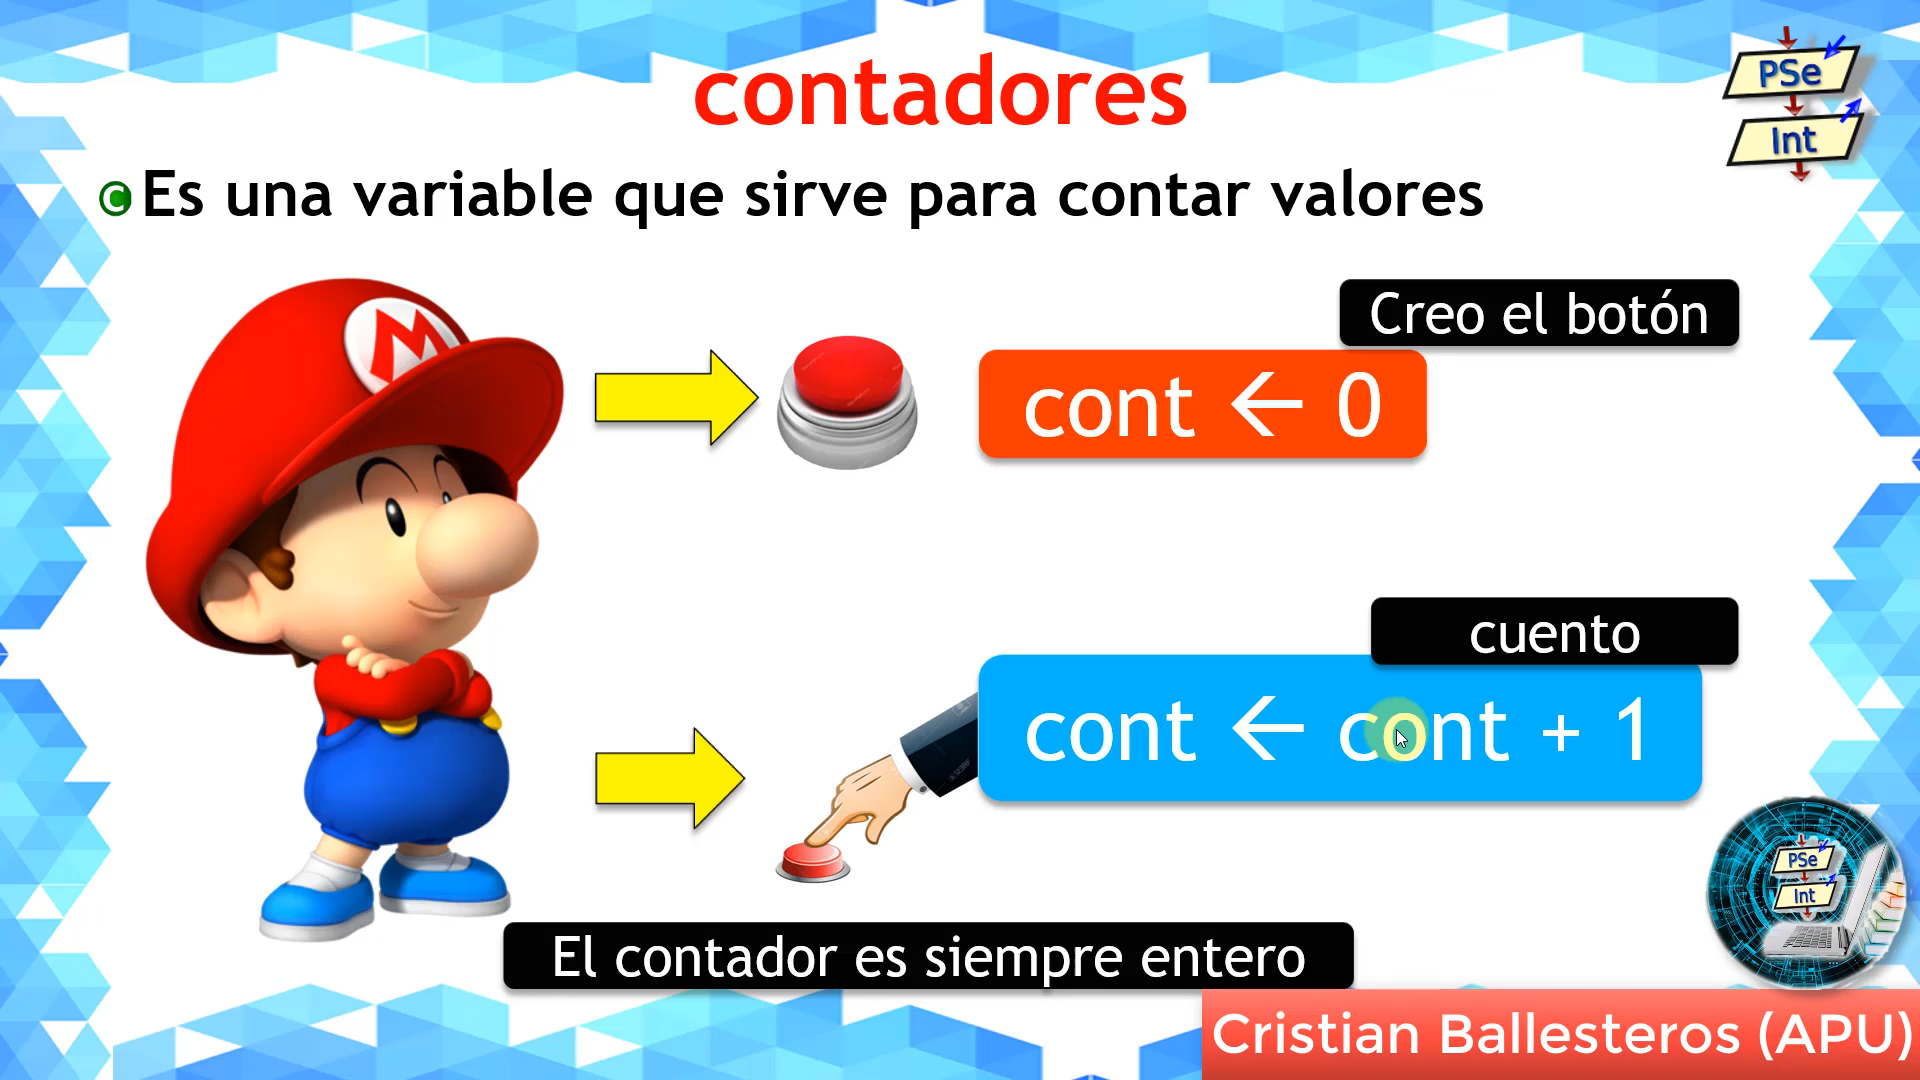 contadores
PSe
Int
Es una variable que sirve para contar valores
M
Creo el botón
cont ← 0
cuento
cont ← cont + 1
PSe
Int
El contador es siempre entero
Cristian Ballesteros (APU)